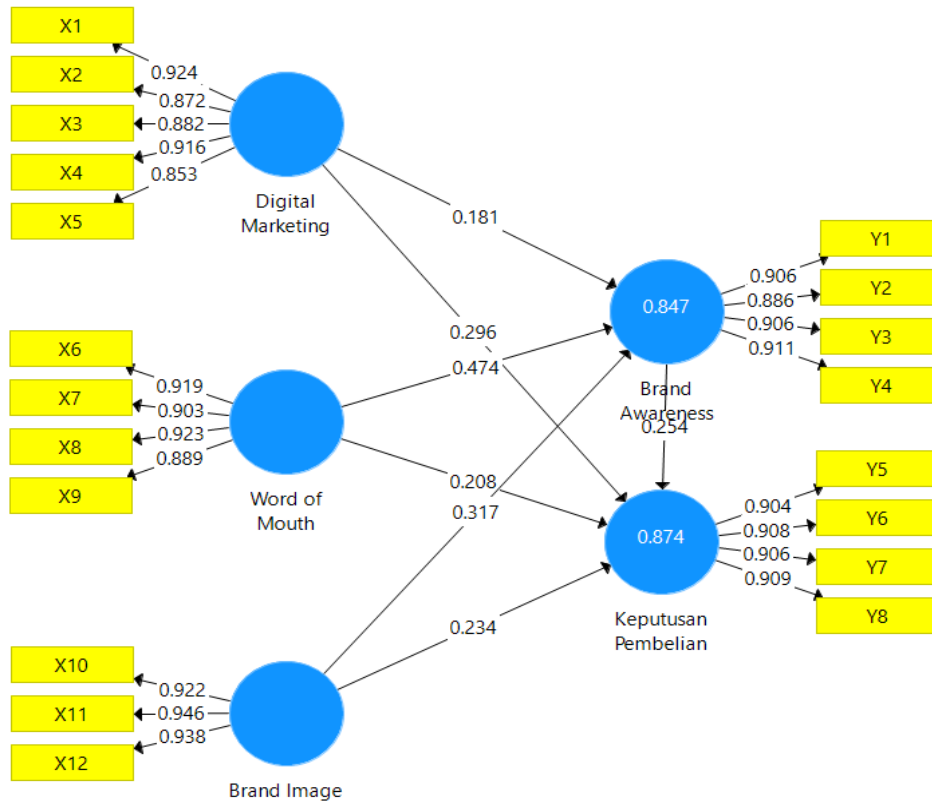 X1
X2
X3
X4
X5
0.924
0.872
0.882
0.916
0.853
Digital
Marketing
X6
X7
X8
X9
0.919
0.903
0.923
0.889
Word of
Mouth
X10
X11
X12
0.922
0.946
0.938
Brand Image
0.181
0.296
0.474
0.208
0.317
0.234
0.847
Brand
Awareness
0.254
0.874
Keputusan
Pembelian
0.906
0.886
0.906
0.911
Y1
Y2
Y3
Y4
0.904
0.908
0.906
0.909
Y5
Y6
Y7
Y8